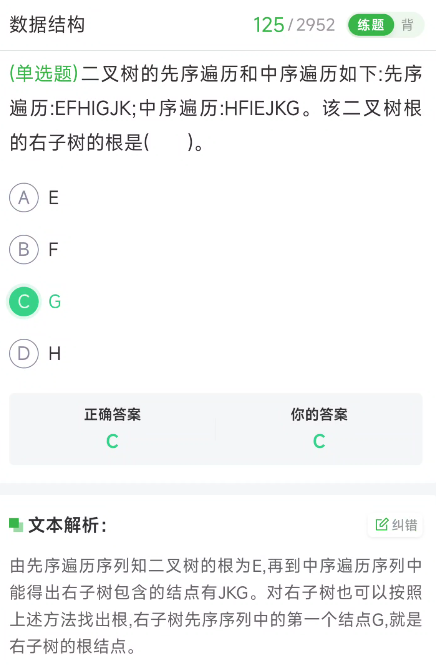 数据结构
125/2952
练题 背
(单选题)二叉树的先序遍历和中序遍历如下:先序
遍历:EFHIGJK;中序遍历:HFIEJKG。该二叉树根
的右子树的根是(　　)。
A E
B F
C G
D H
正确答案 你的答案
C C
文本解析: 纠错
由先序遍历序列知二叉树的根为E,再到中序遍历序列中
能得出右子树包含的结点有JKG。对右子树也可以按照
上述方法找出根,右子树先序序列中的第一个结点G,就是
右子树的根结点。